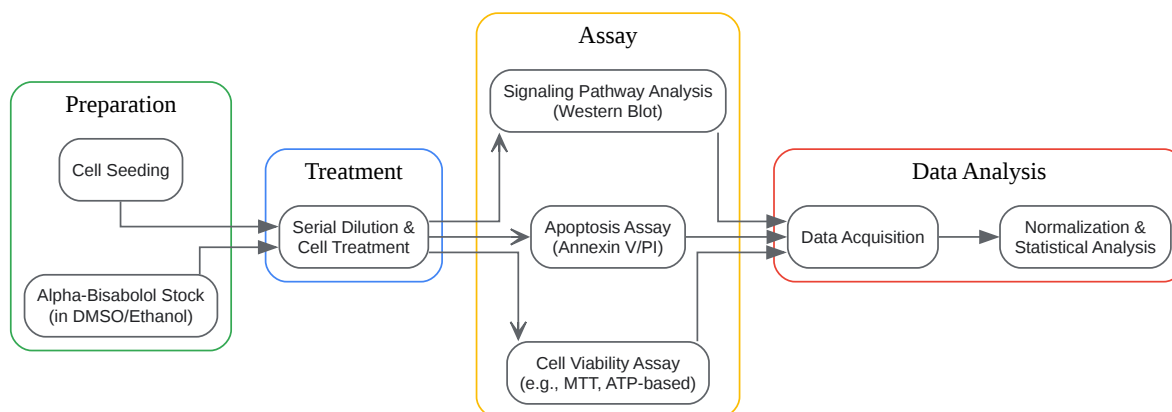 Preparation
Cell Seeding
Alpha-Bisabolol Stock
(in DMSO/Ethanol)
Treatment
Serial Dilution &
Cell Treatment
Assay
Signaling Pathway Analysis
(Western Blot)
Apoptosis Assay
(Annexin V/PI)
Cell Viability Assay
(e.g., MTT, ATP-based)
Data Analysis
Data Acquisition
Normalization &
Statistical Analysis